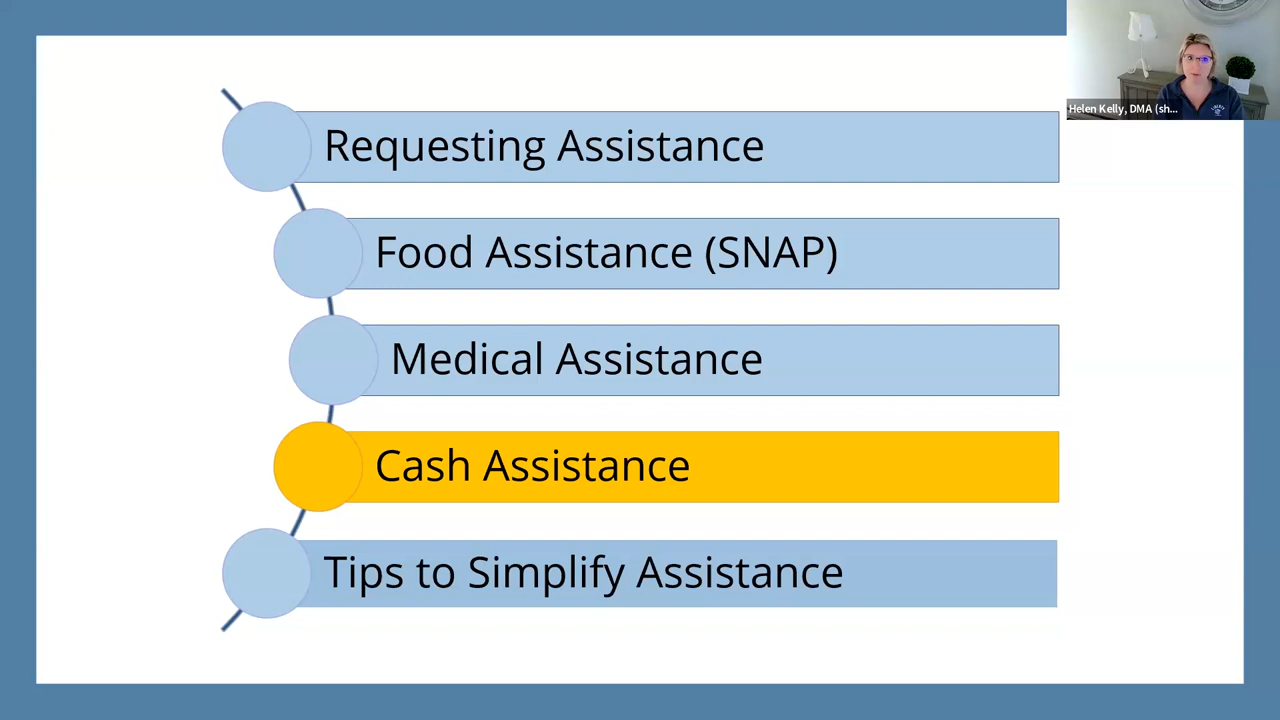 Helen Kelly, DMA (sh...
Requesting Assistance
Food Assistance (SNAP)
Medical Assistance
Cash Assistance
Tips to Simplify Assistance